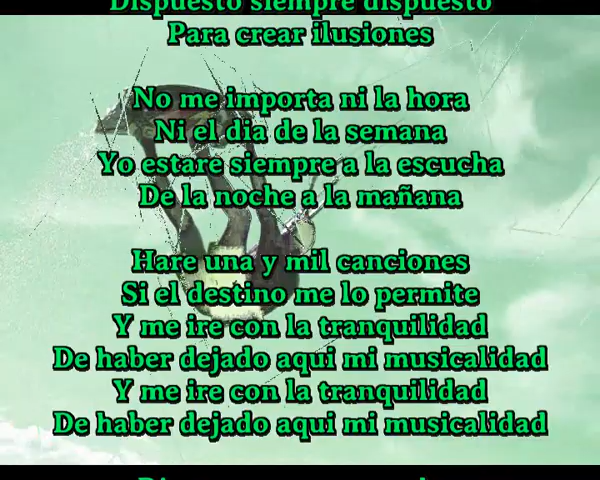 Dispuesto siempre dispuesto
Para crear ilusiones
No me importa ni la hora
Ni el dia de la semana
Yo estare siempre a la escucha
De la noche a la mañana
Hare una y mil canciones
Si el destino me lo permite
Y me ire con la tranquilidad
De haber dejado aqui mi musicalidad
Y me ire con la tranquilidad
De haber dejado aqui mi musicalidad